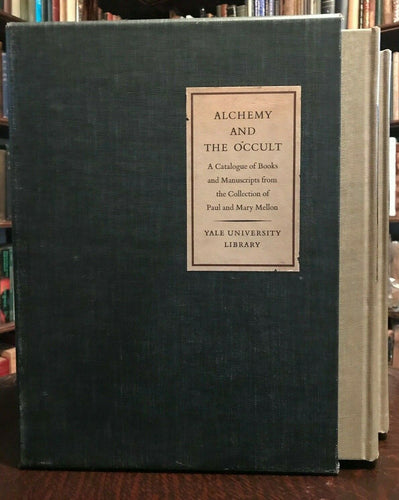 ALCHEMY
AND
THE OCCULT
A Catalogue of Books
and Manuscripts from
the Collection of
Paul and Mary Mellon
YALE UNIVERSITY
LIBRARY